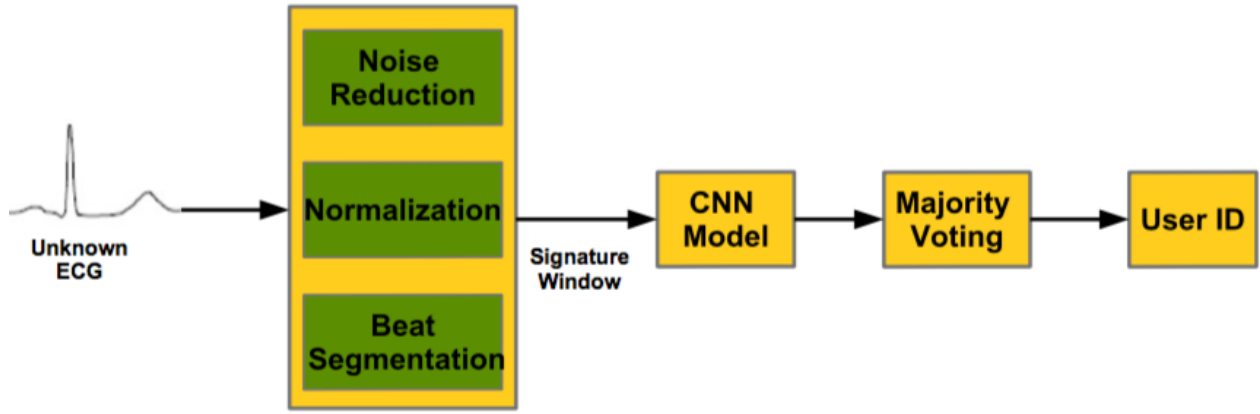 Unknown
ECG
Noise
Reduction
Normalization
Beat
Segmentation
Signature
Window
CNN
Model
Majority
Voting
User ID